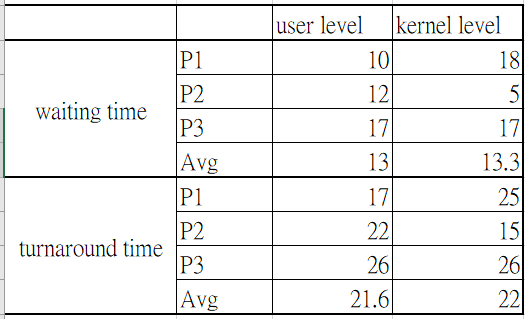 user level kernel level
waiting time
P1 10 18
P2 12 5
P3 17 17
Avg 13 13.3
turnaround time
P1 17 25
P2 22 15
P3 26 26
Avg 21.6 22